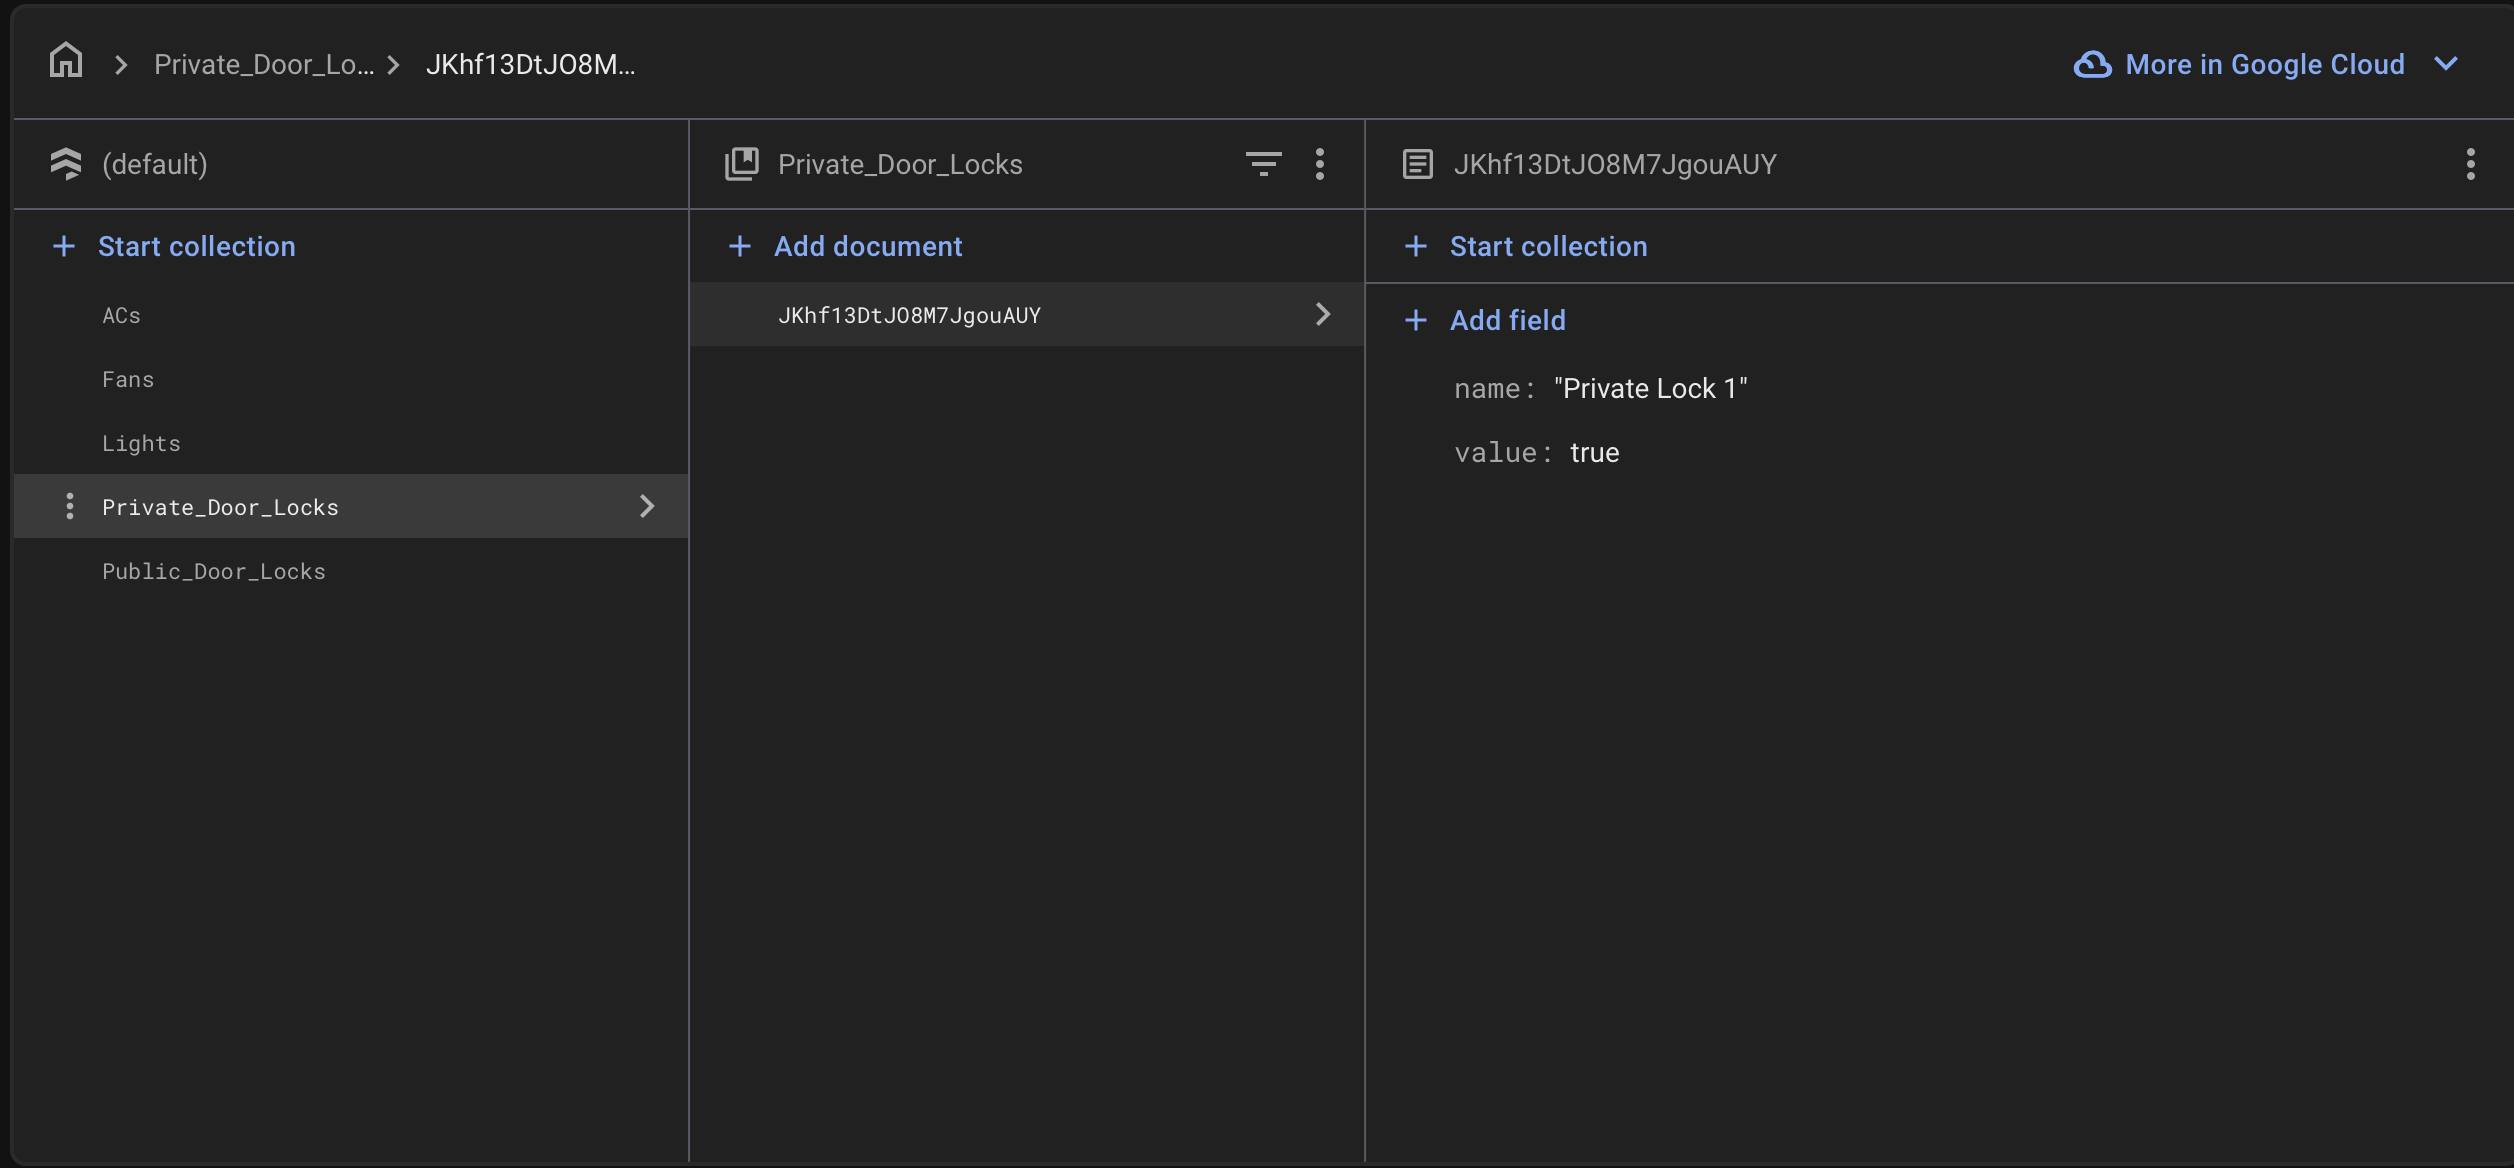 Private_Door_Lo... JKhf13DtJO8M... More in Google Cloud
(default) Private_Door_Locks JKhf13DtJO8M7JgouAUY
+ Start collection
ACs
Fans
Lights
Private_Door_Locks
Public_Door_Locks
+ Add document
JKhf13DtJO8M7JgouAUY
+ Start collection
+ Add field
name: "Private Lock 1"
value: true